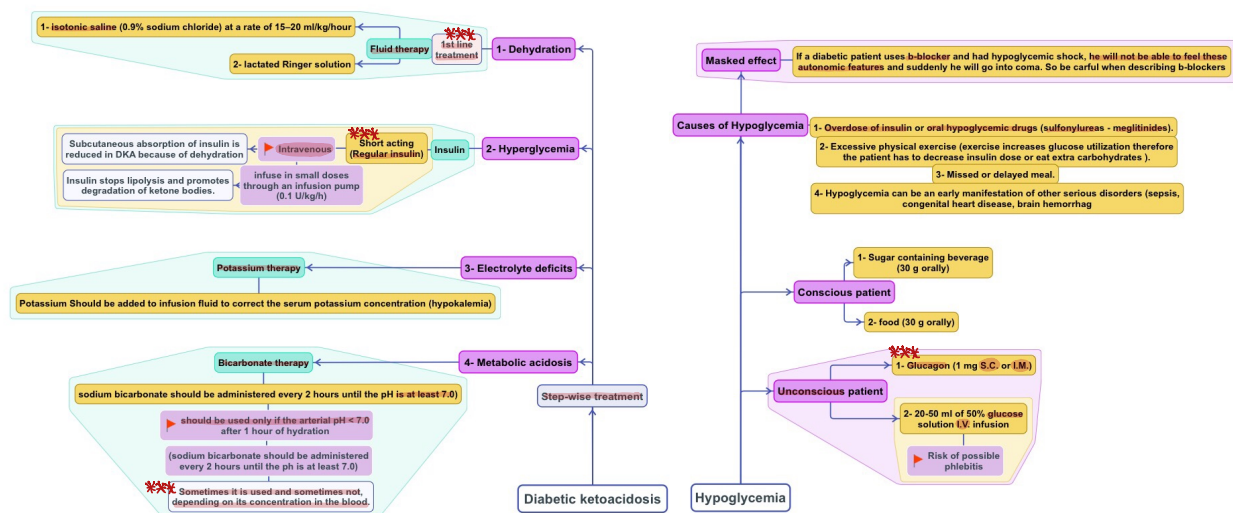 1- isotonic saline (0.9% sodium chloride) at a rate of 15–20 ml/kg/hour
2- lactated Ringer solution
Fluid therapy
1st line
treatment
1- Dehydration
Subcutaneous absorption of insulin is
reduced in DKA because of dehydration
Insulin stops lipolysis and promotes
degradation of ketone bodies.
Intravenous
infuse in small doses
through an infusion pump
(0.1 U/kg/h)
Short acting
(Regular insulin)
Insulin
2- Hyperglycemia
Potassium therapy
3- Electrolyte deficits
Potassium Should be added to infusion fluid to correct the serum potassium concentration (hypokalemia)
Bicarbonate therapy
4- Metabolic acidosis
sodium bicarbonate should be administered every 2 hours until the pH is at least 7.0)
should be used only if the arterial pH < 7.0
after 1 hour of hydration
(sodium bicarbonate should be administered
every 2 hours until the ph is at least 7.0)
Sometimes it is used and sometimes not,
depending on its concentration in the blood.
Step-wise treatment
Diabetic ketoacidosis
Masked effect
If a diabetic patient uses b-blocker and had hypoglycemic shock, he will not be able to feel these
autonomic features and suddenly he will go into coma. So be carful when describing b-blockers
Causes of Hypoglycemia
1- Overdose of insulin or oral hypoglycemic drugs (sulfonylureas - meglitinides).
2- Excessive physical exercise (exercise increases glucose utilization therefore
the patient has to decrease insulin dose or eat extra carbohydrates ).
3- Missed or delayed meal.
4- Hypoglycemia can be an early manifestation of other serious disorders (sepsis,
congenital heart disease, brain hemorrhag
1- Sugar containing beverage
(30 g orally)
Conscious patient
2- food (30 g orally)
1- Glucagon (1 mg S.C. or I.M.)
Unconscious patient
2- 20-50 ml of 50% glucose
solution I.V. infusion
Risk of possible
phlebitis
Hypoglycemia